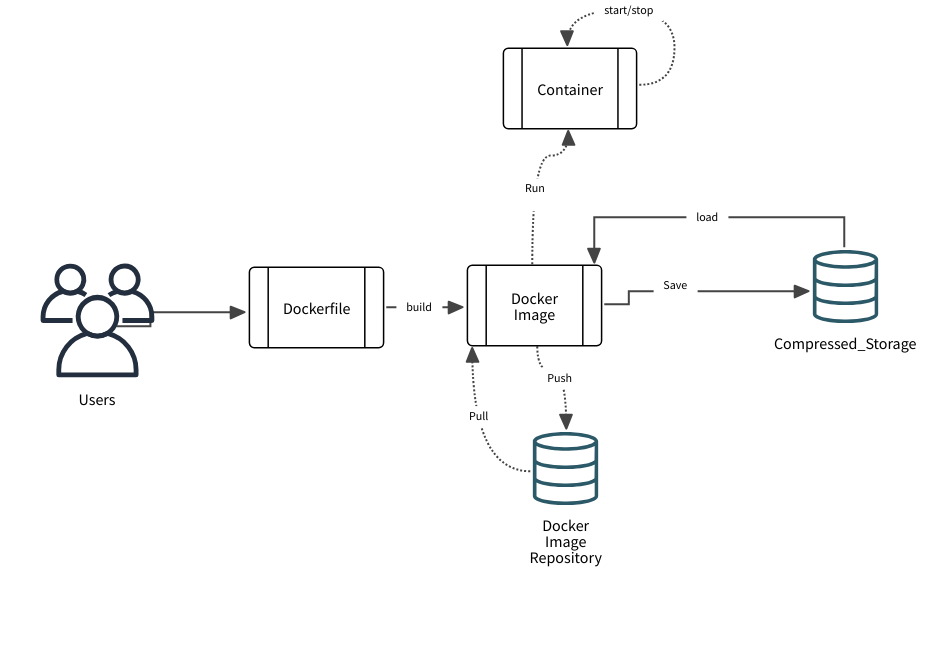 start/stop
Container
Run
load
Save
Dockerfile
build
Docker
Image
Compressed_Storage
Push
Users
Pull
Docker
Image
Repository